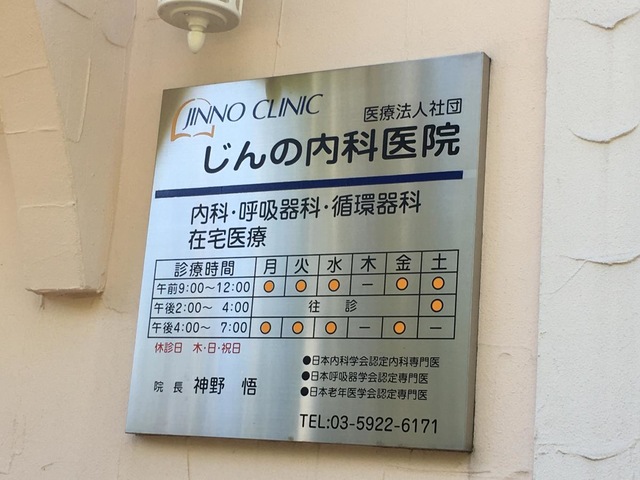 JINNO CLINIC
医療法人社団
じんの内科医院
内科・呼吸器科・循環器科
在宅医療
診療時間 月 火 水 木 金 土
午前9:00～12:00 ● ● ● － ● ●
午後2:00～ 4:00 往 診 ●
午後4:00～ 7:00 ● ● ● － ● －
休診日 木・日・祝日
●日本内科学会認定内科専門医
●日本呼吸器学会認定専門医
●日本老年医学会認定専門医
院 長 神野 悟
TEL:03-5922-6171